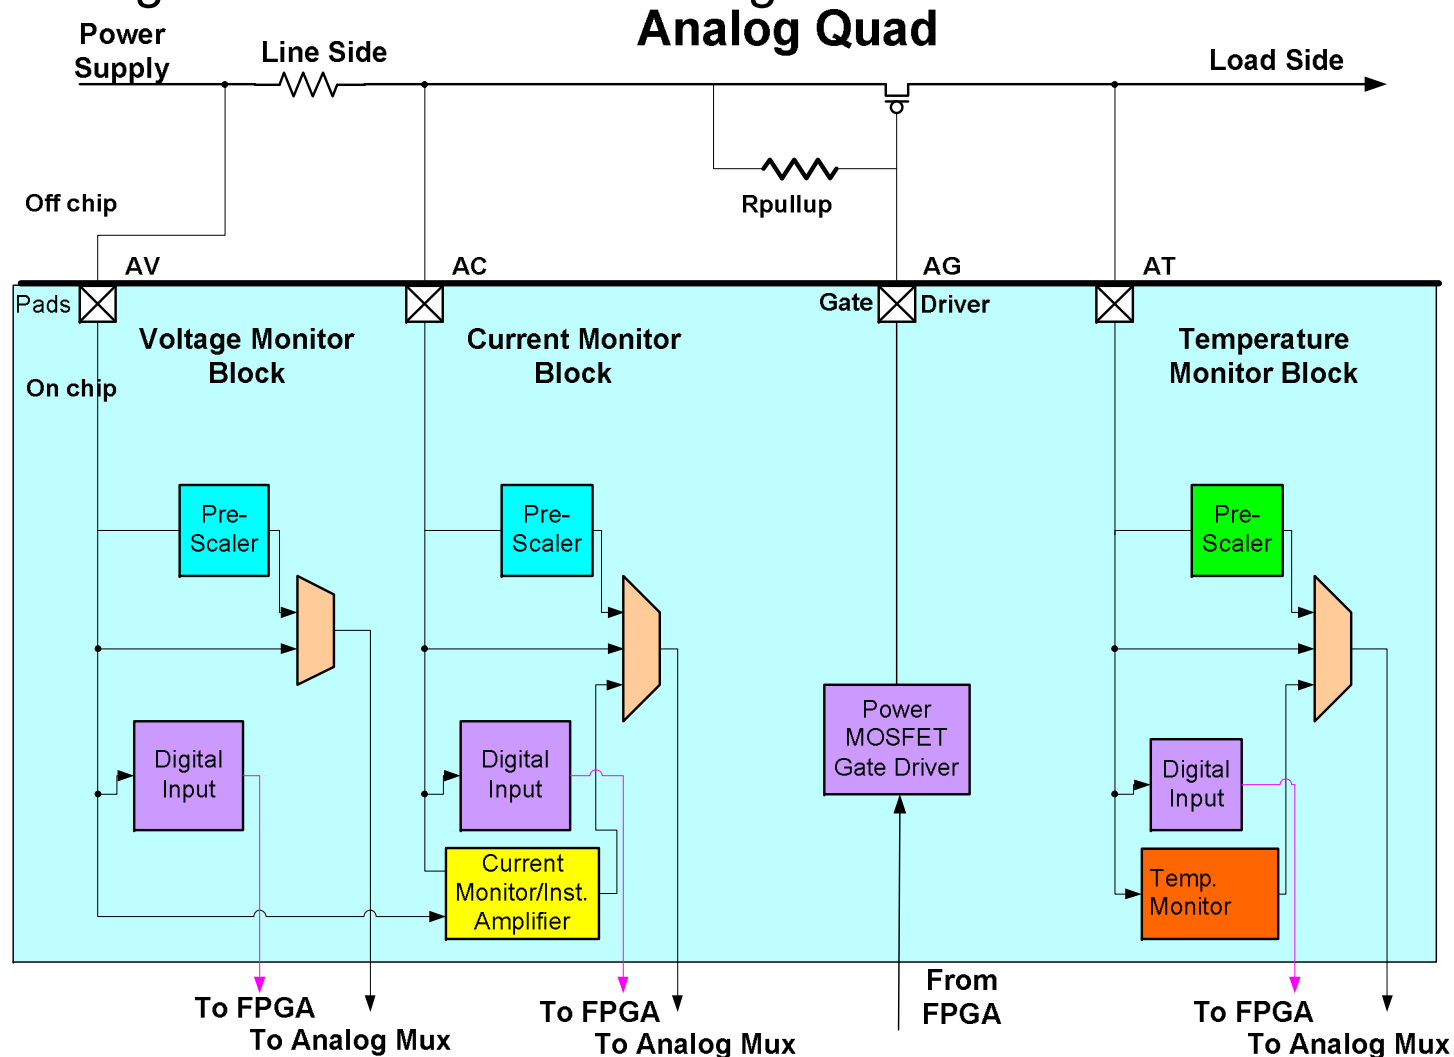 Analog Quad
Power
Supply
Line Side
Load Side
Off chip
Rpullup
AV
AC
AG
AT
Pads
Gate
Driver
Voltage Monitor
Block
Current Monitor
Block
Temperature
Monitor Block
On chip
Pre-
Scaler
Pre-
Scaler
Pre-
Scaler
Power
MOSFET
Gate Driver
Digital
Input
Digital
Input
Digital
Input
Current
Monitor/Inst.
Amplifier
Temp.
Monitor
From
FPGA
To FPGA
To Analog Mux
To FPGA
To Analog Mux
To FPGA
To Analog Mux